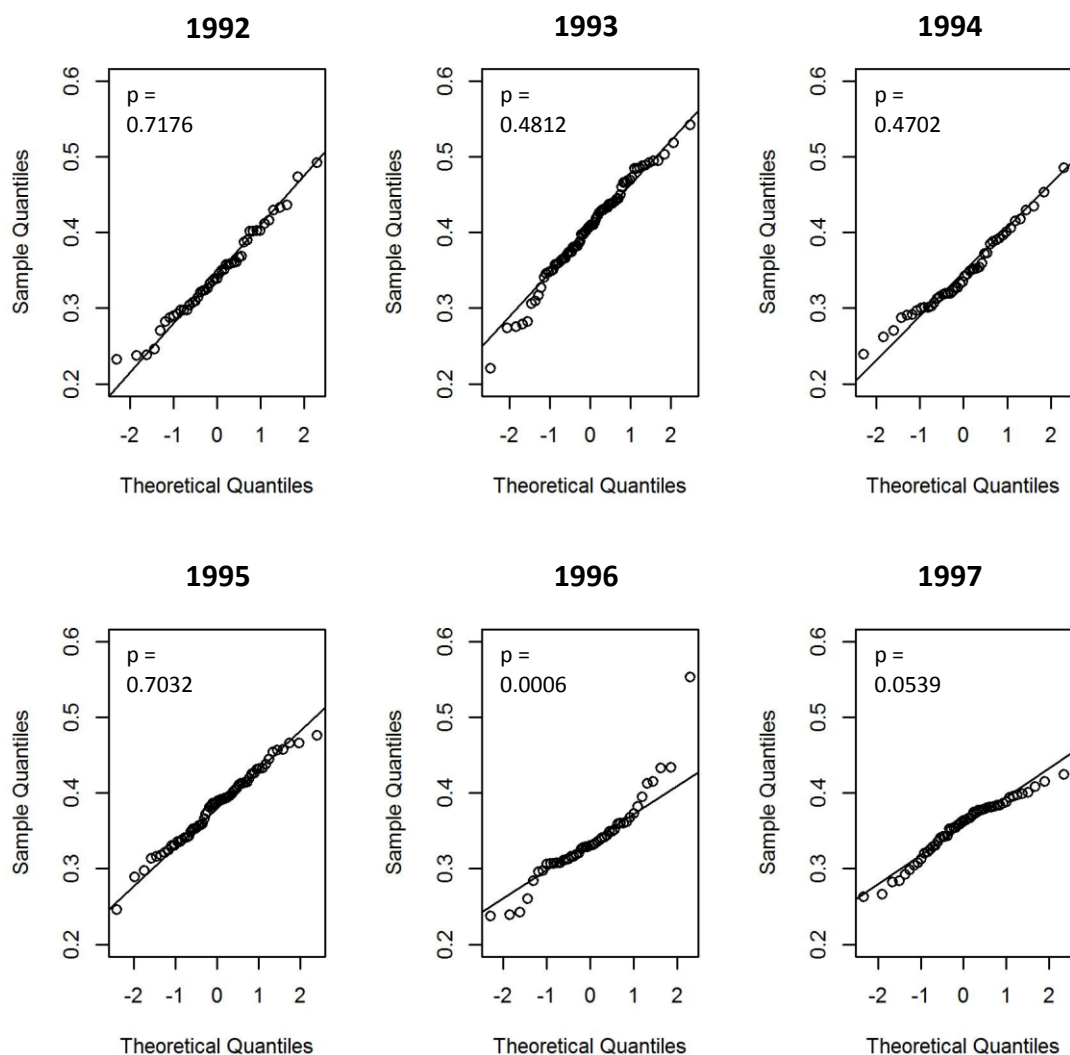 1992 1993 1994
p =
0.7176
p =
0.4812
p =
0.4702
Sample Quantiles
0.2 0.3 0.4 0.5 0.6
Sample Quantiles
0.2 0.3 0.4 0.5 0.6
Sample Quantiles
0.2 0.3 0.4 0.5 0.6
-2 -1 0 1 2
-2 -1 0 1 2
-2 -1 0 1 2
Theoretical Quantiles
Theoretical Quantiles
Theoretical Quantiles
1995 1996 1997
p =
0.7032
p =
0.0006
p =
0.0539
Sample Quantiles
0.2 0.3 0.4 0.5 0.6
Sample Quantiles
0.2 0.3 0.4 0.5 0.6
Sample Quantiles
0.2 0.3 0.4 0.5 0.6
-2 -1 0 1 2
-2 -1 0 1 2
-2 -1 0 1 2
Theoretical Quantiles
Theoretical Quantiles
Theoretical Quantiles